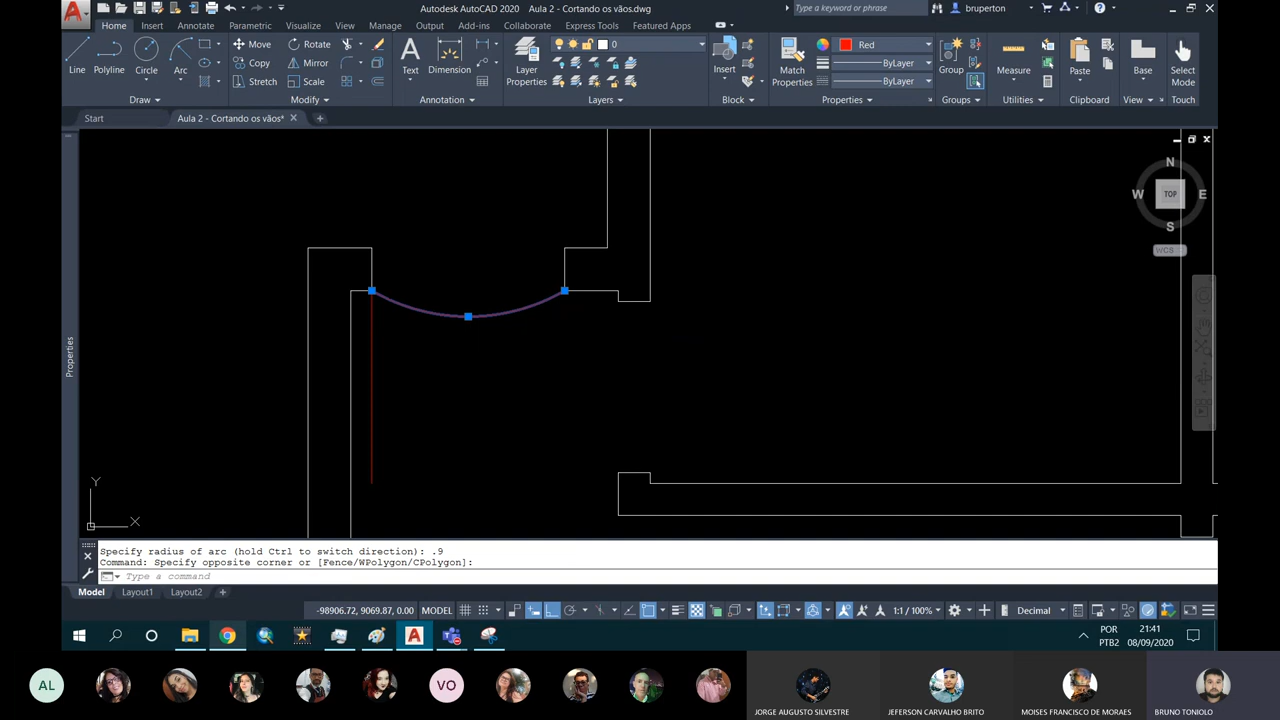 Autodesk AutoCAD 2020 Aula 2 - Cortando os vãos.dwg Type a keyword or phrase bruperton
Home Insert Annotate Parametric Visualize View Manage Output Add-ins Collaborate Express Tools Featured Apps
Move Rotate 0 Red
Copy Mirror ByLayer
Stretch Scale ByLayer
Line Polyline Circle Arc Text Dimension Layer Properties Insert Match Properties Group Measure Paste Base Select Mode
Draw Modify Annotation Layers Block Properties Groups Utilities Clipboard View Touch
Start Aula 2 - Cortando os vãos*
N
W TOP E
S
WCS
Properties
Y
X
Specify radius of arc (hold Ctrl to switch direction): .9
Command: Specify opposite corner or [Fence/WPolygon/CPolygon]:
Type a command
Model Layout1 Layout2
-98906.72, 9069.87, 0.00 MODEL 1:1 / 100% Decimal
POR 21:41
PTB2 08/09/2020
AL VO
JORGE AUGUSTO SILVESTRE JEFERSON CARVALHO BRITO MOISES FRANCISCO DE MORAES BRUNO TONIOLO